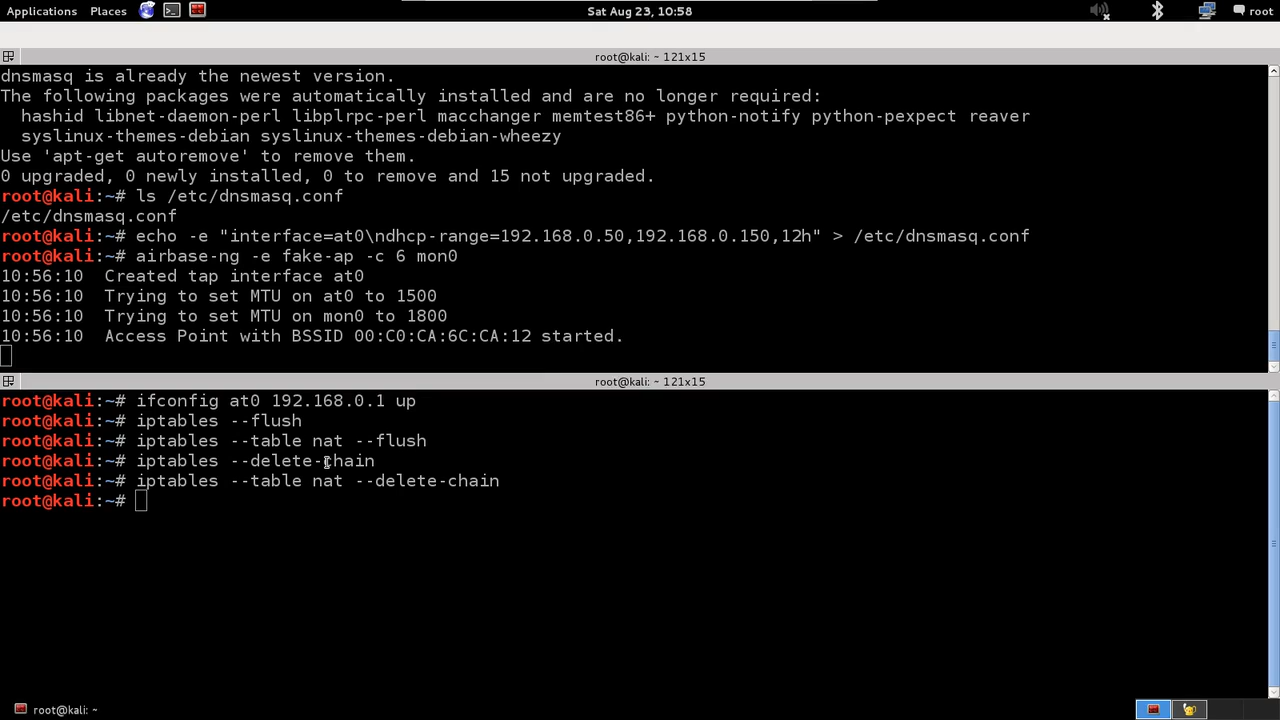 Applications Places Sat Aug 23, 10:58 root
root@kali: ~ 121x15
dnsmasq is already the newest version.
The following packages were automatically installed and are no longer required:
  hashid libnet-daemon-perl libplrpc-perl macchanger memtest86+ python-notify python-pexpect reaver
  syslinux-themes-debian syslinux-themes-debian-wheezy
Use 'apt-get autoremove' to remove them.
0 upgraded, 0 newly installed, 0 to remove and 15 not upgraded.
root@kali:~# ls /etc/dnsmasq.conf
/etc/dnsmasq.conf
root@kali:~# echo -e "interface=at0\ndhcp-range=192.168.0.50,192.168.0.150,12h" > /etc/dnsmasq.conf
root@kali:~# airbase-ng -e fake-ap -c 6 mon0
10:56:10  Created tap interface at0
10:56:10  Trying to set MTU on at0 to 1500
10:56:10  Trying to set MTU on mon0 to 1800
10:56:10  Access Point with BSSID 00:C0:CA:6C:CA:12 started.
root@kali: ~ 121x15
root@kali:~# ifconfig at0 192.168.0.1 up
root@kali:~# iptables --flush
root@kali:~# iptables --table nat --flush
root@kali:~# iptables --delete-chain
root@kali:~# iptables --table nat --delete-chain
root@kali:~#
root@kali: ~